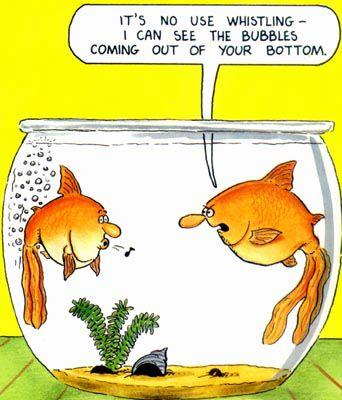 IT'S NO USE WHISTLING –
I CAN SEE THE BUBBLES
COMING OUT OF YOUR BOTTOM.